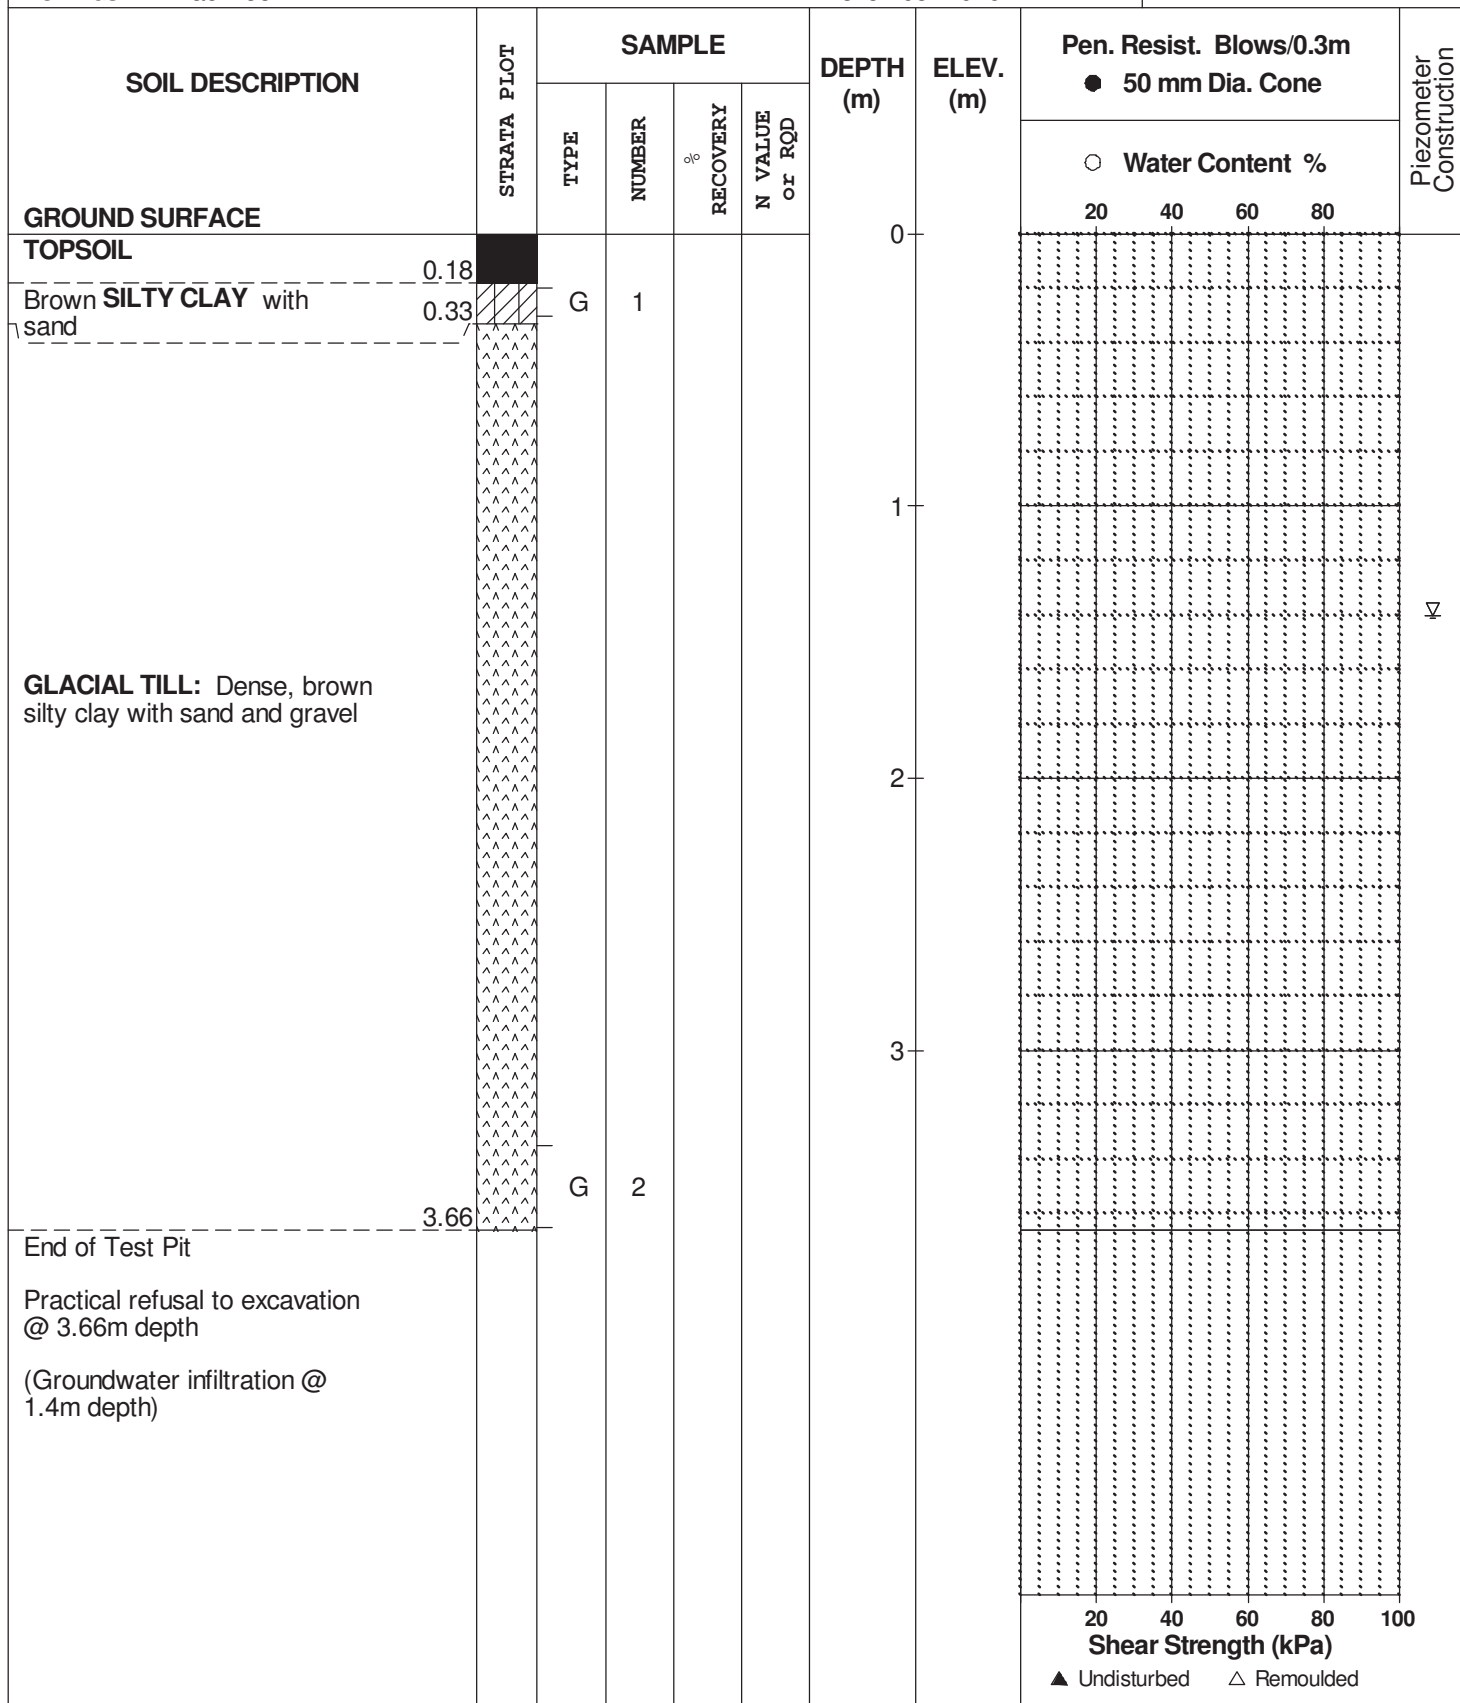 SOIL DESCRIPTION
STRATA PLOT
SAMPLE
TYPE
NUMBER
% RECOVERY
N VALUE or RQD
DEPTH (m)
ELEV. (m)
Pen. Resist. Blows/0.3m
● 50 mm Dia. Cone
○ Water Content %
20 40 60 80
Piezometer Construction
GROUND SURFACE
0
TOPSOIL
0.18
Brown SILTY CLAY with sand
0.33
G 1
1
GLACIAL TILL: Dense, brown
silty clay with sand and gravel
2
3
G 2
3.66
End of Test Pit
Practical refusal to excavation
@ 3.66m depth
(Groundwater infiltration @
1.4m depth)
20 40 60 80 100
Shear Strength (kPa)
▲ Undisturbed △ Remoulded